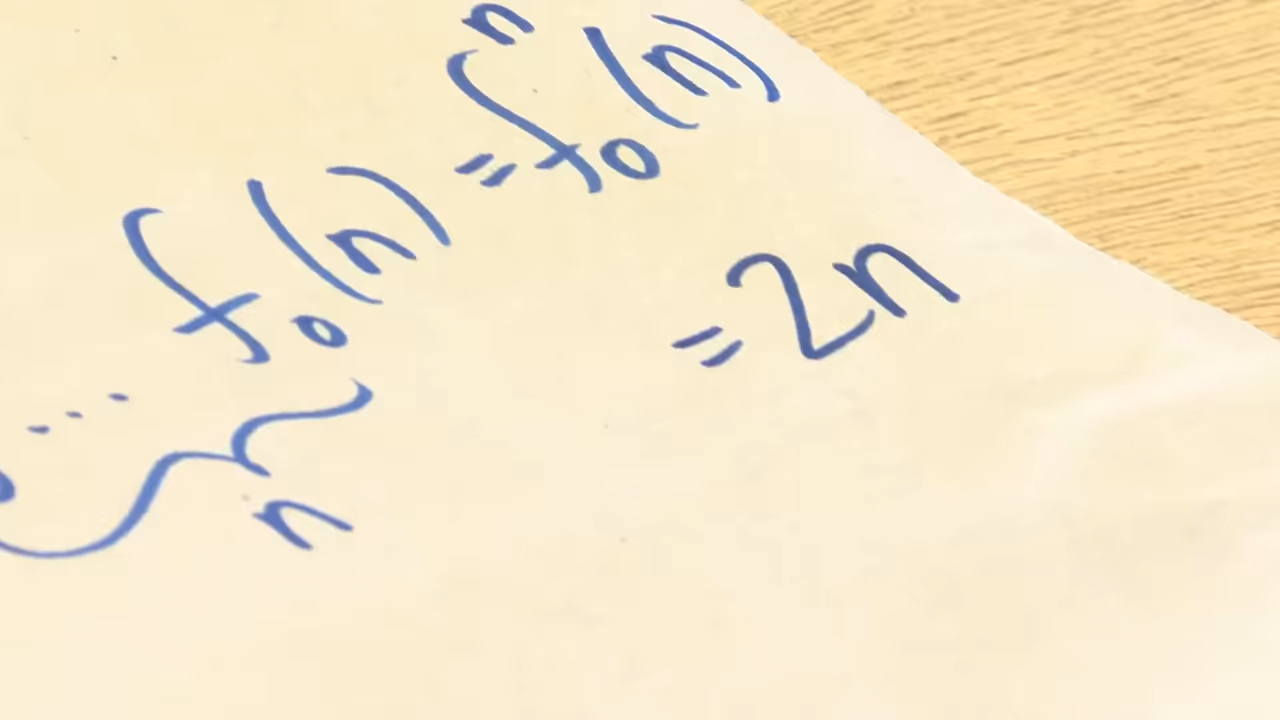 ... f₀(n) = f₀ⁿ(n)
n
= 2n